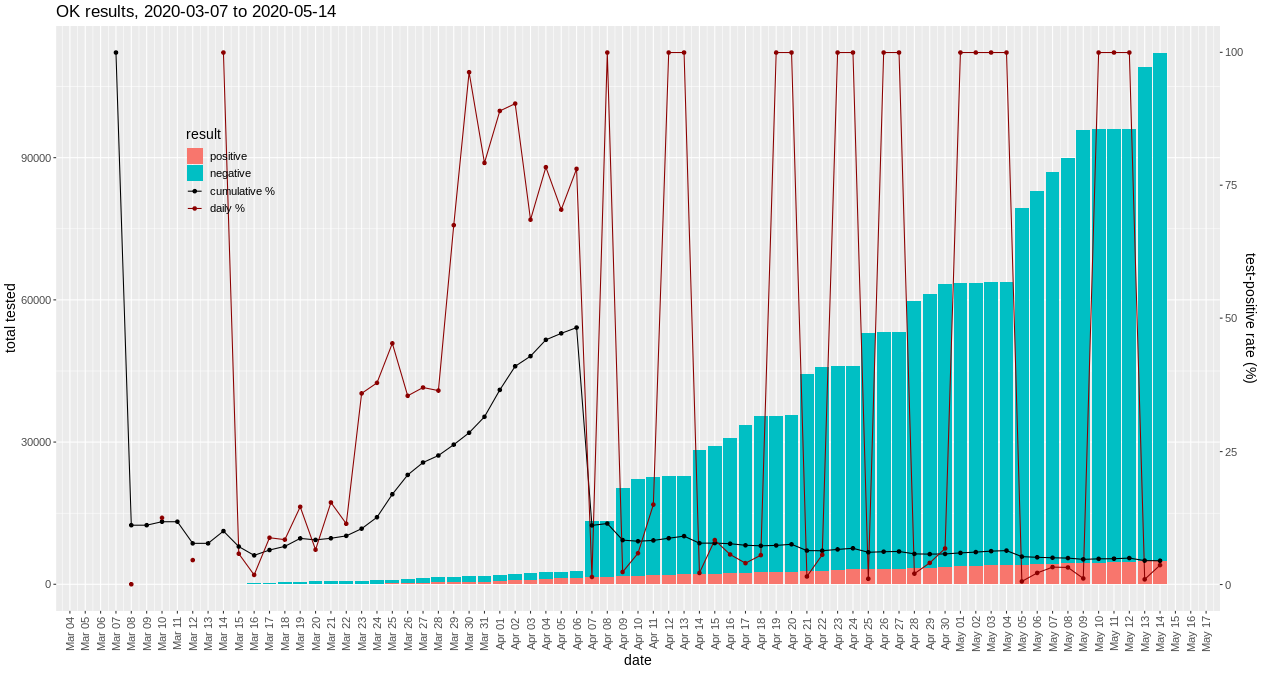 OK results, 2020-03-07 to 2020-05-14
result
positive
negative
cumulative %
daily %
total tested
90000
60000
30000
0
100
75
50
25
0
test-positive rate (%)
Mar 04
Mar 05
Mar 06
Mar 07
Mar 08
Mar 09
Mar 10
Mar 11
Mar 12
Mar 13
Mar 14
Mar 15
Mar 16
Mar 17
Mar 18
Mar 19
Mar 20
Mar 21
Mar 22
Mar 23
Mar 24
Mar 25
Mar 26
Mar 27
Mar 28
Mar 29
Mar 30
Mar 31
Apr 01
Apr 02
Apr 03
Apr 04
Apr 05
Apr 06
Apr 07
Apr 08
Apr 09
Apr 10
Apr 11
Apr 12
Apr 13
Apr 14
Apr 15
Apr 16
Apr 17
Apr 18
Apr 19
Apr 20
Apr 21
Apr 22
Apr 23
Apr 24
Apr 25
Apr 26
Apr 27
Apr 28
Apr 29
Apr 30
May 01
May 02
May 03
May 04
May 05
May 06
May 07
May 08
May 09
May 10
May 11
May 12
May 13
May 14
May 15
May 16
May 17
date